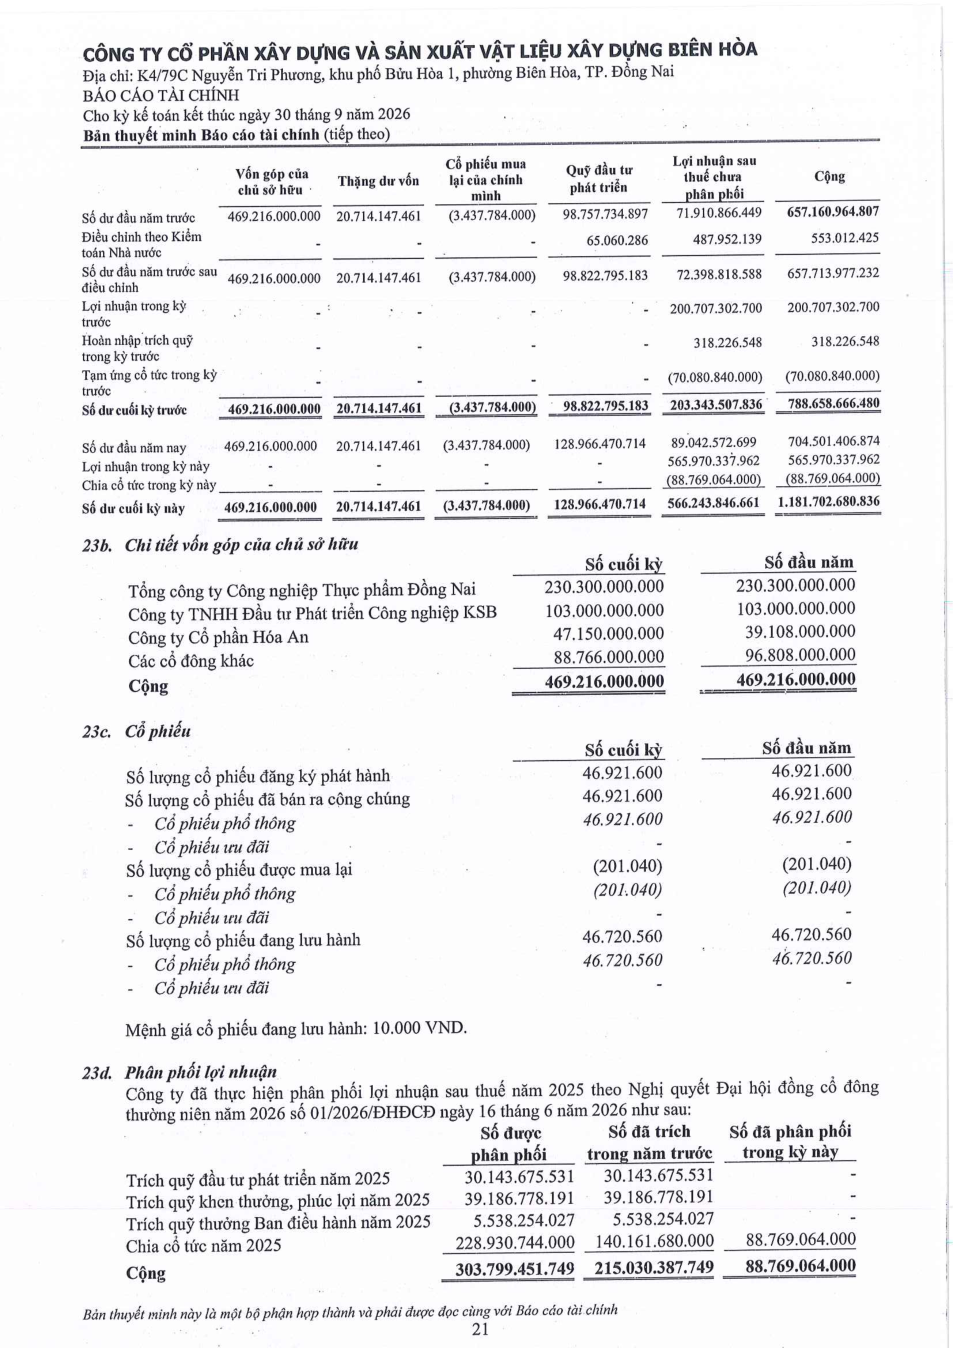 CÔNG TY CỔ PHẦN XÂY DỰNG VÀ SẢN XUẤT VẬT LIỆU XÂY DỰNG BIÊN HÒA
Địa chỉ: K4/79C Nguyễn Tri Phương, khu phố Bửu Hòa 1, phường Biên Hòa, TP. Đồng Nai
BÁO CÁO TÀI CHÍNH
Cho kỳ kế toán kết thúc ngày 30 tháng 9 năm 2026
Bản thuyết minh Báo cáo tài chính (tiếp theo)
Vốn góp của chủ sở hữu Thặng dư vốn Cổ phiếu mua lại của chính mình Quỹ đầu tư phát triển Lợi nhuận sau thuế chưa phân phối Cộng
Số dư đầu năm trước 469.216.000.000 20.714.147.461 (3.437.784.000) 98.757.734.897 71.910.866.449 657.160.964.807
Điều chỉnh theo Kiểm toán Nhà nước - - - 65.060.286 487.952.139 553.012.425
Số dư đầu năm trước sau điều chỉnh 469.216.000.000 20.714.147.461 (3.437.784.000) 98.822.795.183 72.398.818.588 657.713.977.232
Lợi nhuận trong kỳ trước - - - - 200.707.302.700 200.707.302.700
Hoàn nhập trích quỹ trong kỳ trước - - - 318.226.548 318.226.548
Tạm ứng cổ tức trong kỳ trước - - - - (70.080.840.000) (70.080.840.000)
Số dư cuối kỳ trước 469.216.000.000 20.714.147.461 (3.437.784.000) 98.822.795.183 203.343.507.836 788.658.666.480
Số dư đầu năm nay 469.216.000.000 20.714.147.461 (3.437.784.000) 128.966.470.714 89.042.572.699 704.501.406.874
Lợi nhuận trong kỳ này - - - - 565.970.337.962 565.970.337.962
Chia cổ tức trong kỳ này - - - - (88.769.064.000) (88.769.064.000)
Số dư cuối kỳ này 469.216.000.000 20.714.147.461 (3.437.784.000) 128.966.470.714 566.243.846.661 1.181.702.680.836
23b. Chi tiết vốn góp của chủ sở hữu
Số cuối kỳ Số đầu năm
Tổng công ty Công nghiệp Thực phẩm Đồng Nai 230.300.000.000 230.300.000.000
Công ty TNHH Đầu tư Phát triển Công nghiệp KSB 103.000.000.000 103.000.000.000
Công ty Cổ phần Hóa An 47.150.000.000 39.108.000.000
Các cổ đông khác 88.766.000.000 96.808.000.000
Cộng 469.216.000.000 469.216.000.000
23c. Cổ phiếu
Số cuối kỳ Số đầu năm
Số lượng cổ phiếu đăng ký phát hành 46.921.600 46.921.600
Số lượng cổ phiếu đã bán ra công chúng 46.921.600 46.921.600
- Cổ phiếu phổ thông 46.921.600 46.921.600
- Cổ phiếu ưu đãi - -
Số lượng cổ phiếu được mua lại (201.040) (201.040)
- Cổ phiếu phổ thông (201.040) (201.040)
- Cổ phiếu ưu đãi - -
Số lượng cổ phiếu đang lưu hành 46.720.560 46.720.560
- Cổ phiếu phổ thông 46.720.560 46.720.560
- Cổ phiếu ưu đãi - -
Mệnh giá cổ phiếu đang lưu hành: 10.000 VND.
23d. Phân phối lợi nhuận
Công ty đã thực hiện phân phối lợi nhuận sau thuế năm 2025 theo Nghị quyết Đại hội đồng cổ đông
thường niên năm 2026 số 01/2026/ĐHĐCĐ ngày 16 tháng 6 năm 2026 như sau:
Số được phân phối Số đã trích trong năm trước Số đã phân phối trong kỳ này
Trích quỹ đầu tư phát triển năm 2025 30.143.675.531 30.143.675.531 -
Trích quỹ khen thưởng, phúc lợi năm 2025 39.186.778.191 39.186.778.191 -
Trích quỹ thưởng Ban điều hành năm 2025 5.538.254.027 5.538.254.027 -
Chia cổ tức năm 2025 228.930.744.000 140.161.680.000 88.769.064.000
Cộng 303.799.451.749 215.030.387.749 88.769.064.000
Bản thuyết minh này là một bộ phận hợp thành và phải được đọc cùng với Báo cáo tài chính
21